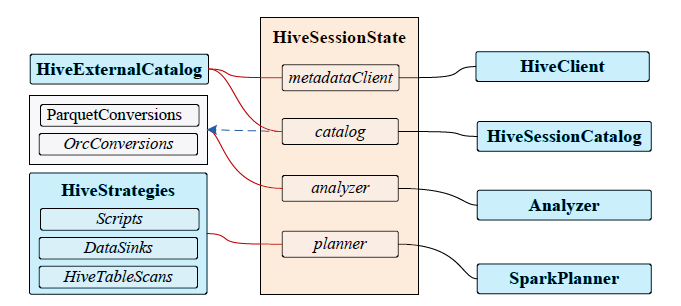 HiveSessionState
HiveExternalCatalog
metadataClient
HiveClient
ParquetConversions
OrcConversions
catalog
HiveSessionCatalog
HiveStrategies
analyzer
Analyzer
Scripts
DataSinks
HiveTableScans
planner
SparkPlanner